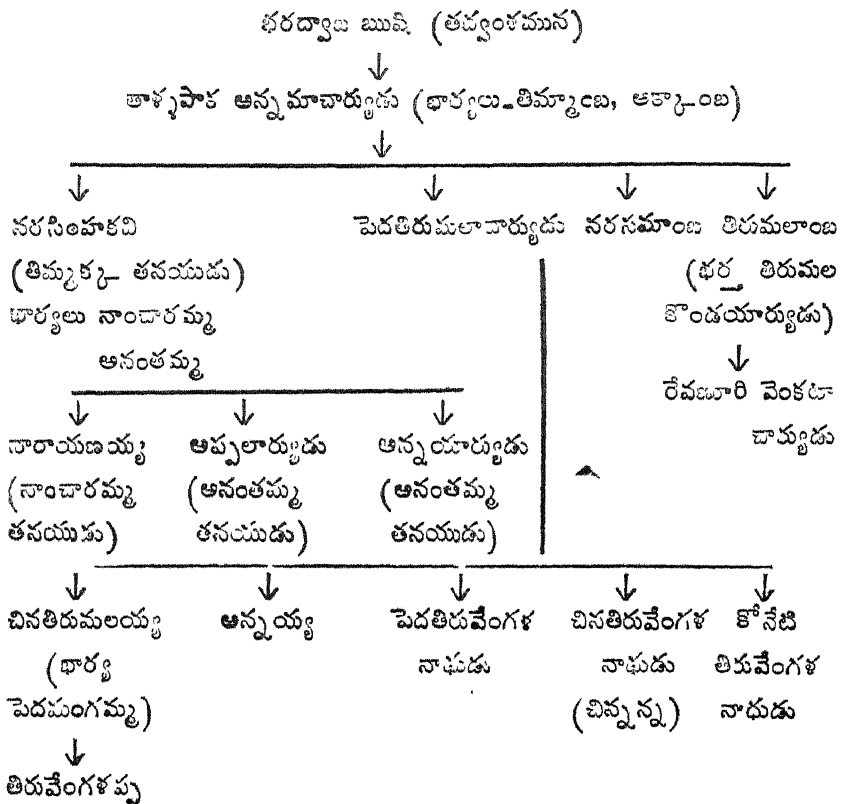 భరద్వాజ ఋషి (తద్వంశమున)
తాళ్ళపాక అన్నమాచార్యుడు (భార్యలు-తిమ్మాంబ, అక్కాంబ)
నరసింహకవి
(తిమ్మక్క తనయుడు)
భార్యలు నాంచారమ్మ
అనంతమ్మ
పెదతిరుమలాచార్యుడు
నరసమాంబ
తిరుమలాంబ
(భర్త తిరుమల
కొండయార్యుడు)
రేవణూరి వెంకటా
చార్యుడు
నారాయణయ్య
(నాంచారమ్మ
తనయుడు)
అప్పలార్యుడు
(అనంతమ్మ
తనయుడు)
అన్నయార్యుడు
(అనంతమ్మ
తనయుడు)
చినతిరుమలయ్య
(భార్య
పెదమంగమ్మ)
తిరువేంగళప్ప
అన్నయ్య
పెదతిరువేంగళ
నాథుడు
చినతిరువేంగళ
నాథుడు
(చిన్నన్న)
కోనేటి
తిరువేంగళ
నాధుడు